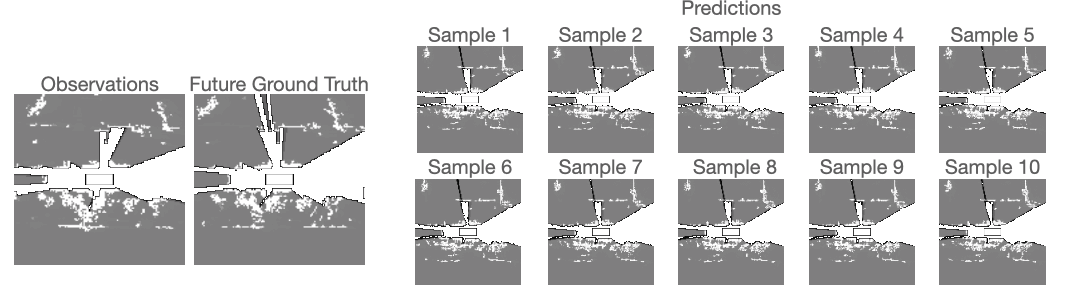 Predictions
Sample 1 Sample 2 Sample 3 Sample 4 Sample 5
Observations Future Ground Truth
Sample 6 Sample 7 Sample 8 Sample 9 Sample 10